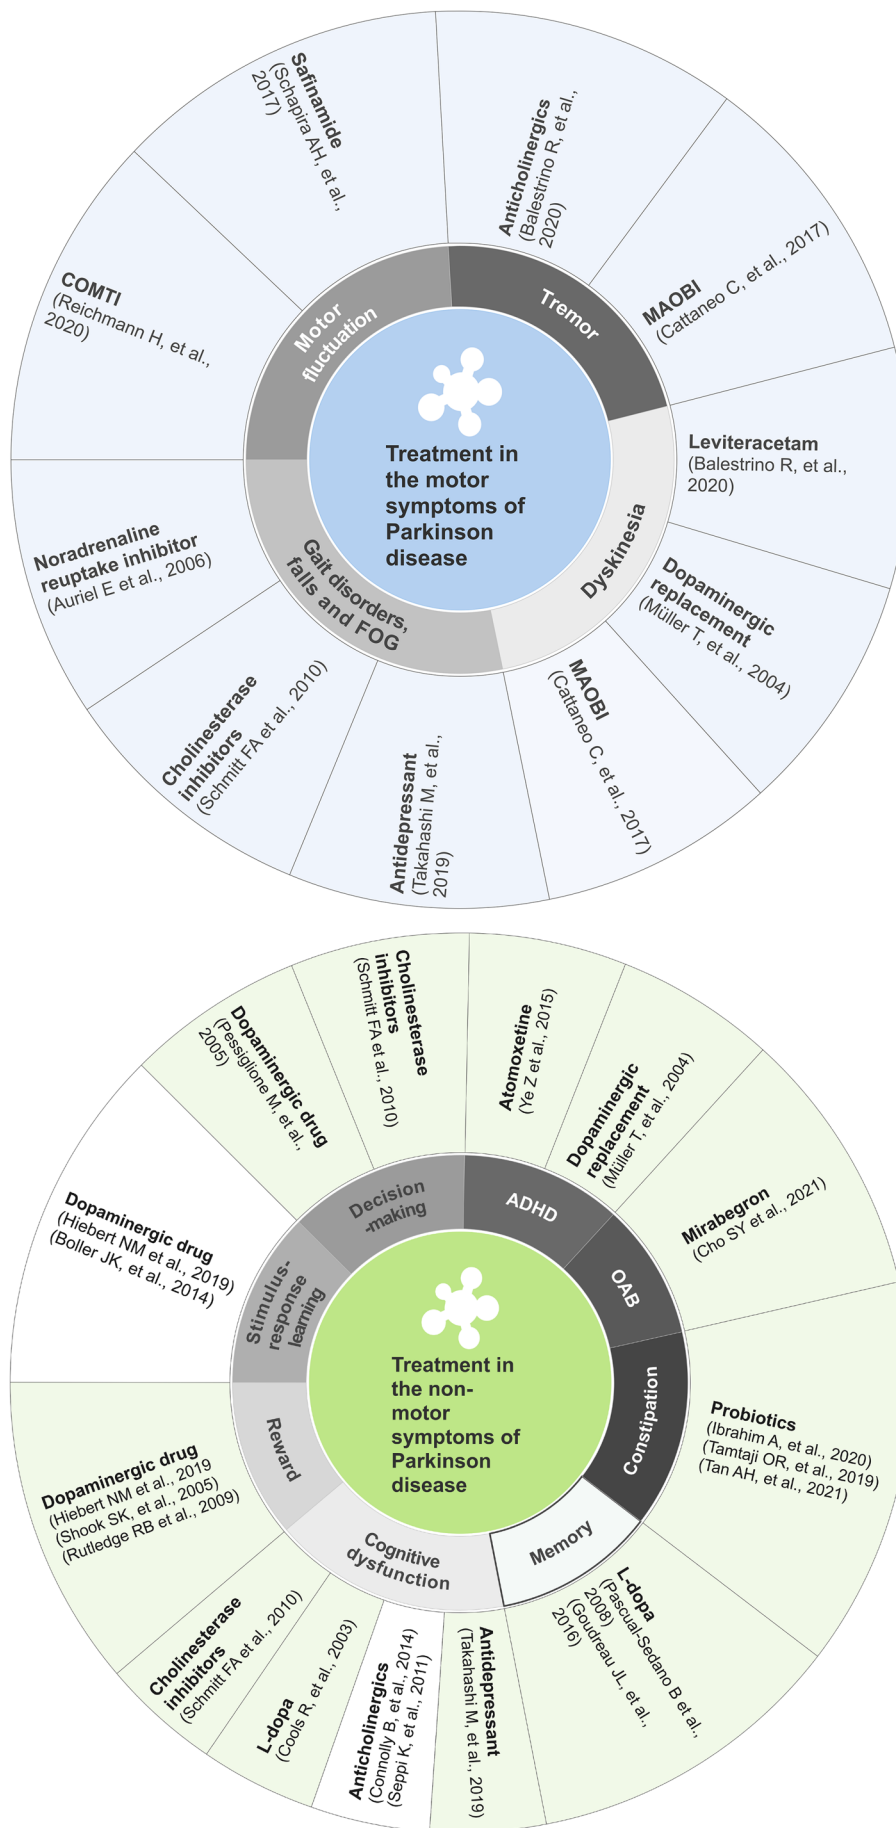 Treatment in
the motor
symptoms of
Parkinson
disease
Tremor
Anticholinergics
(Balestrino R, et al.,
2020)
MAOBI
(Cattaneo C, et al., 2017)
Dyskinesia
Leviteracetam
(Balestrino R, et al.,
2020)
Dopaminergic
replacement
(Müller T, et al., 2004)
MAOBI
(Cattaneo C, et al., 2017)
Gait disorders,
falls and FOG
Antidepressant
(Takahashi M, et al.,
2019)
Cholinesterase
inhibitors
(Schmitt FA et al., 2010)
Noradrenaline
reuptake inhibitor
(Auriel E et al., 2006)
Motor
fluctuation
COMTI
(Reichmann H, et al.,
2020)
Safinamide
(Schapira AH, et al.,
2017)
Treatment in
the non-
motor
symptoms of
Parkinson
disease
ADHD
Atomoxetine
(Ye Z et al., 2015)
Dopaminergic
replacement
(Müller T, et al., 2004)
OAB
Mirabegron
(Cho SY et al., 2021)
Constipation
Probiotics
(Ibrahim A, et al., 2020)
(Tamtaji OR, et al., 2019)
(Tan AH, et al., 2021)
Memory
L-dopa
(Pascual-Sedano B et al.,
2008)
(Goudreau JL, et al.,
2016)
Cognitive
dysfunction
Antidepressant
(Takahashi M, et al., 2019)
Anticholinergics
(Connolly B, et al., 2014)
(Seppi K, et al., 2011)
L-dopa
(Cools R, et al., 2003)
Cholinesterase
inhibitors
(Schmitt FA et al., 2010)
Reward
Dopaminergic drug
(Hiebert NM et al., 2019
(Shook SK, et al., 2005)
(Rutledge RB et al., 2009)
Stimulus-
response
learning
Dopaminergic drug
(Hiebert NM et al., 2019)
(Boller JK, et al., 2014)
Decision
-making
Dopaminergic drug
(Pessiglione M, et al.,
2005)
Cholinesterase
inhibitors
(Schmitt FA et al., 2010)